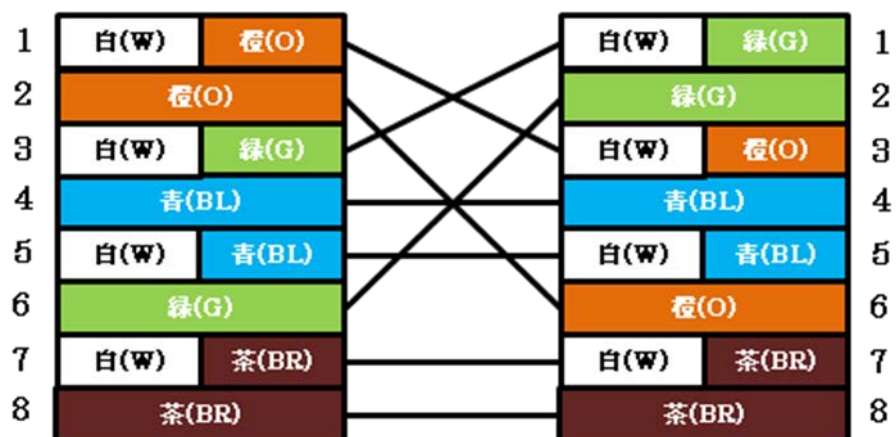 1 白(W) 橙(O) 白(W) 緑(G) 1
2 橙(O) 緑(G) 2
3 白(W) 緑(G) 白(W) 橙(O) 3
4 青(BL) 青(BL) 4
5 白(W) 青(BL) 白(W) 青(BL) 5
6 緑(G) 橙(O) 6
7 白(W) 茶(BR) 白(W) 茶(BR) 7
8 茶(BR) 茶(BR) 8